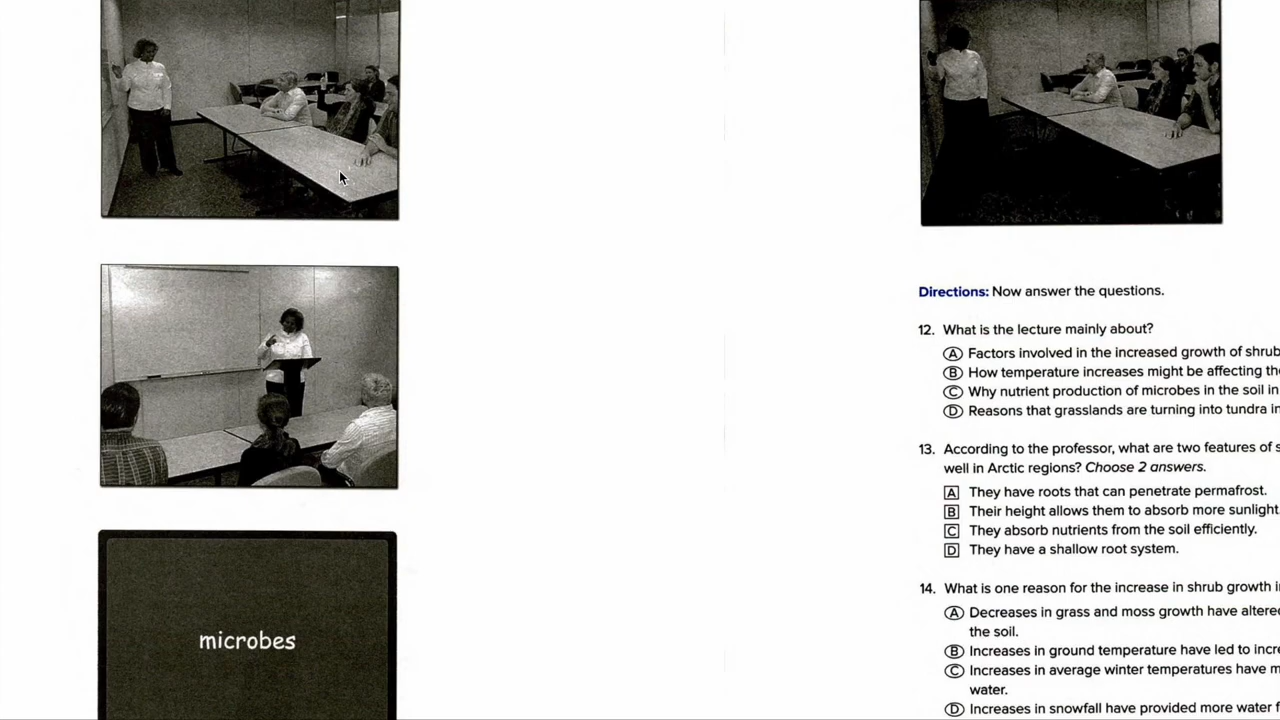 microbes
Directions: Now answer the questions.
12. What is the lecture mainly about?
A Factors involved in the increased growth of shrub
B How temperature increases might be affecting the
C Why nutrient production of microbes in the soil in
D Reasons that grasslands are turning into tundra in
13. According to the professor, what are two features of s
well in Arctic regions? Choose 2 answers.
A They have roots that can penetrate permafrost.
B Their height allows them to absorb more sunlight.
C They absorb nutrients from the soil efficiently.
D They have a shallow root system.
14. What is one reason for the increase in shrub growth i
A Decreases in grass and moss growth have altere
the soil.
B Increases in ground temperature have led to incre
C Increases in average winter temperatures have m
water.
D Increases in snowfall have provided more water f